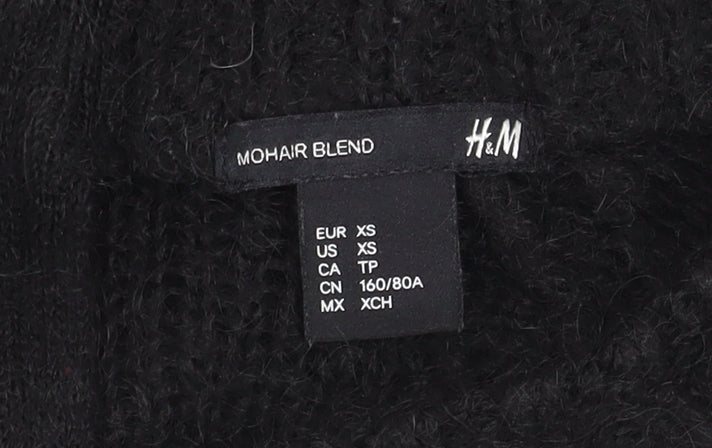 MOHAIR BLEND H&M
EUR XS
US XS
CA TP
CN 160/80A
MX XCH